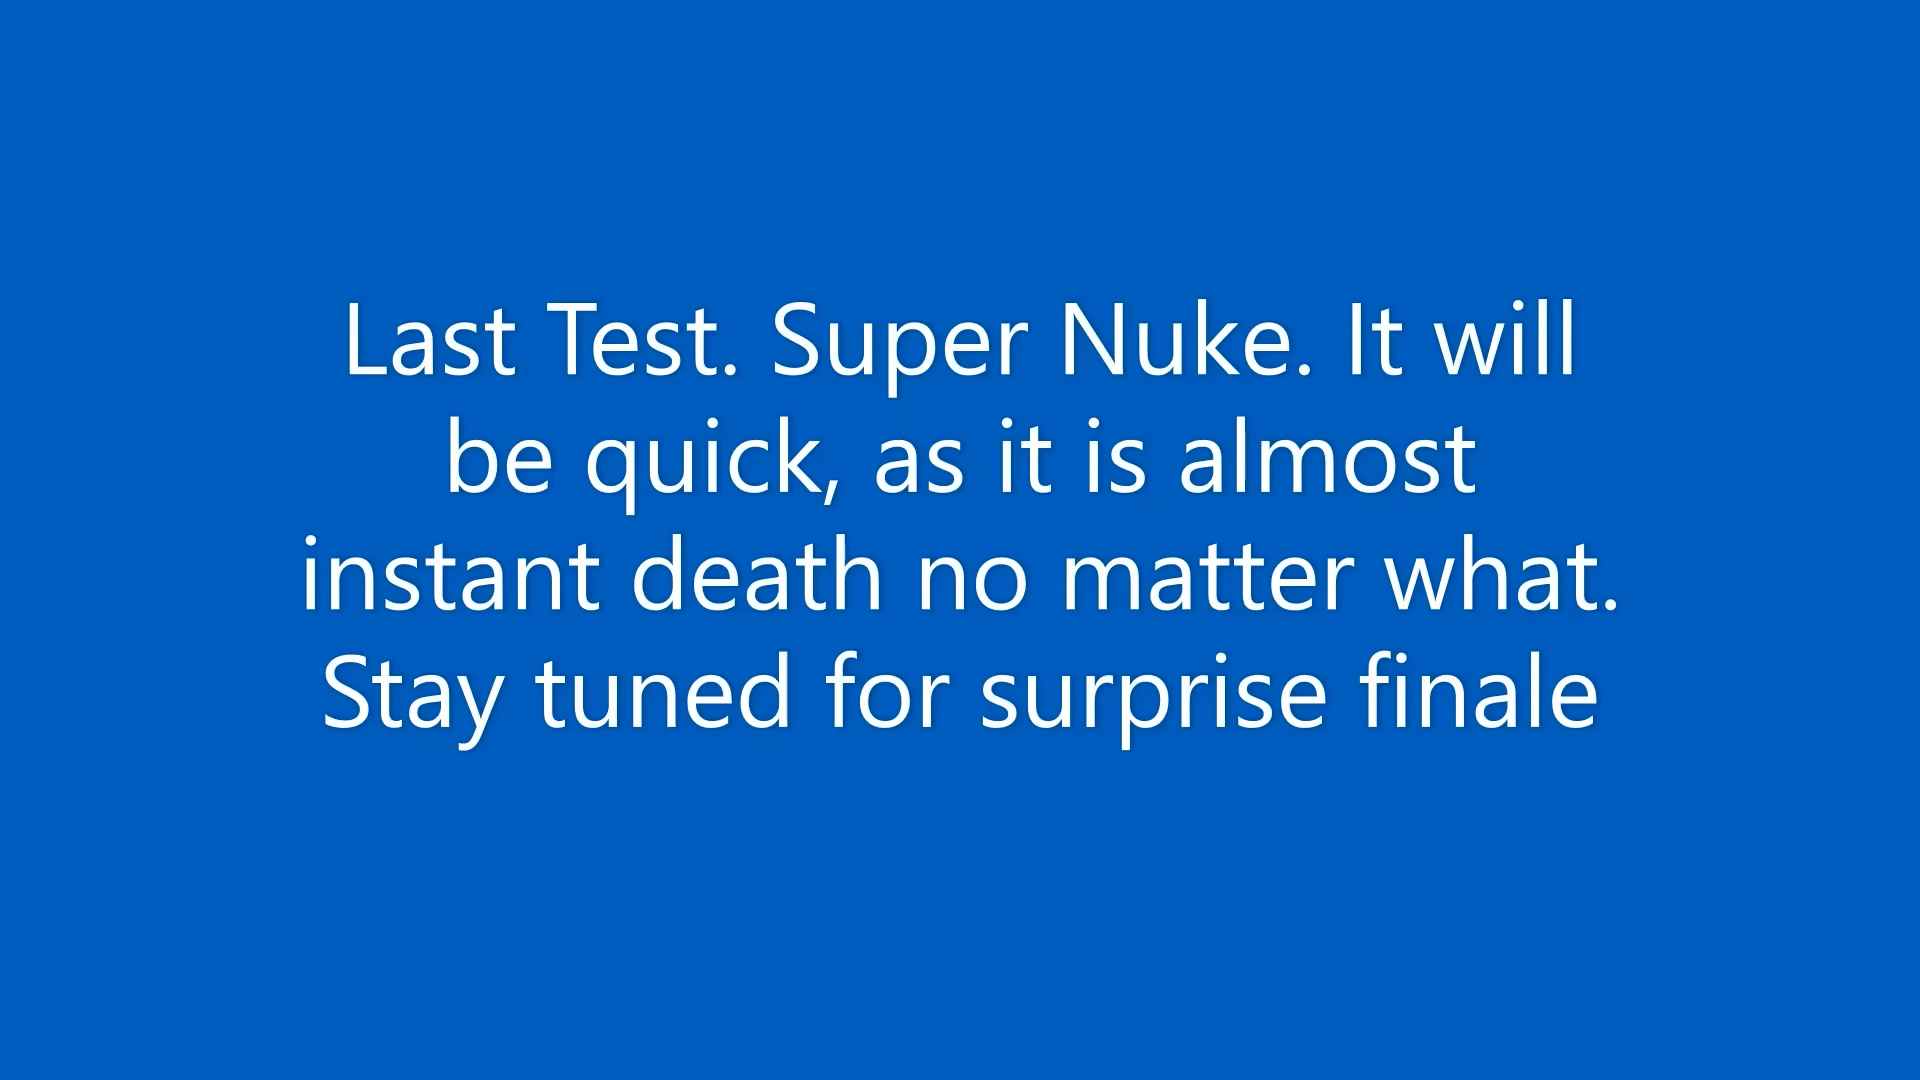 Last Test. Super Nuke. It will
be quick, as it is almost
instant death no matter what.
Stay tuned for surprise finale